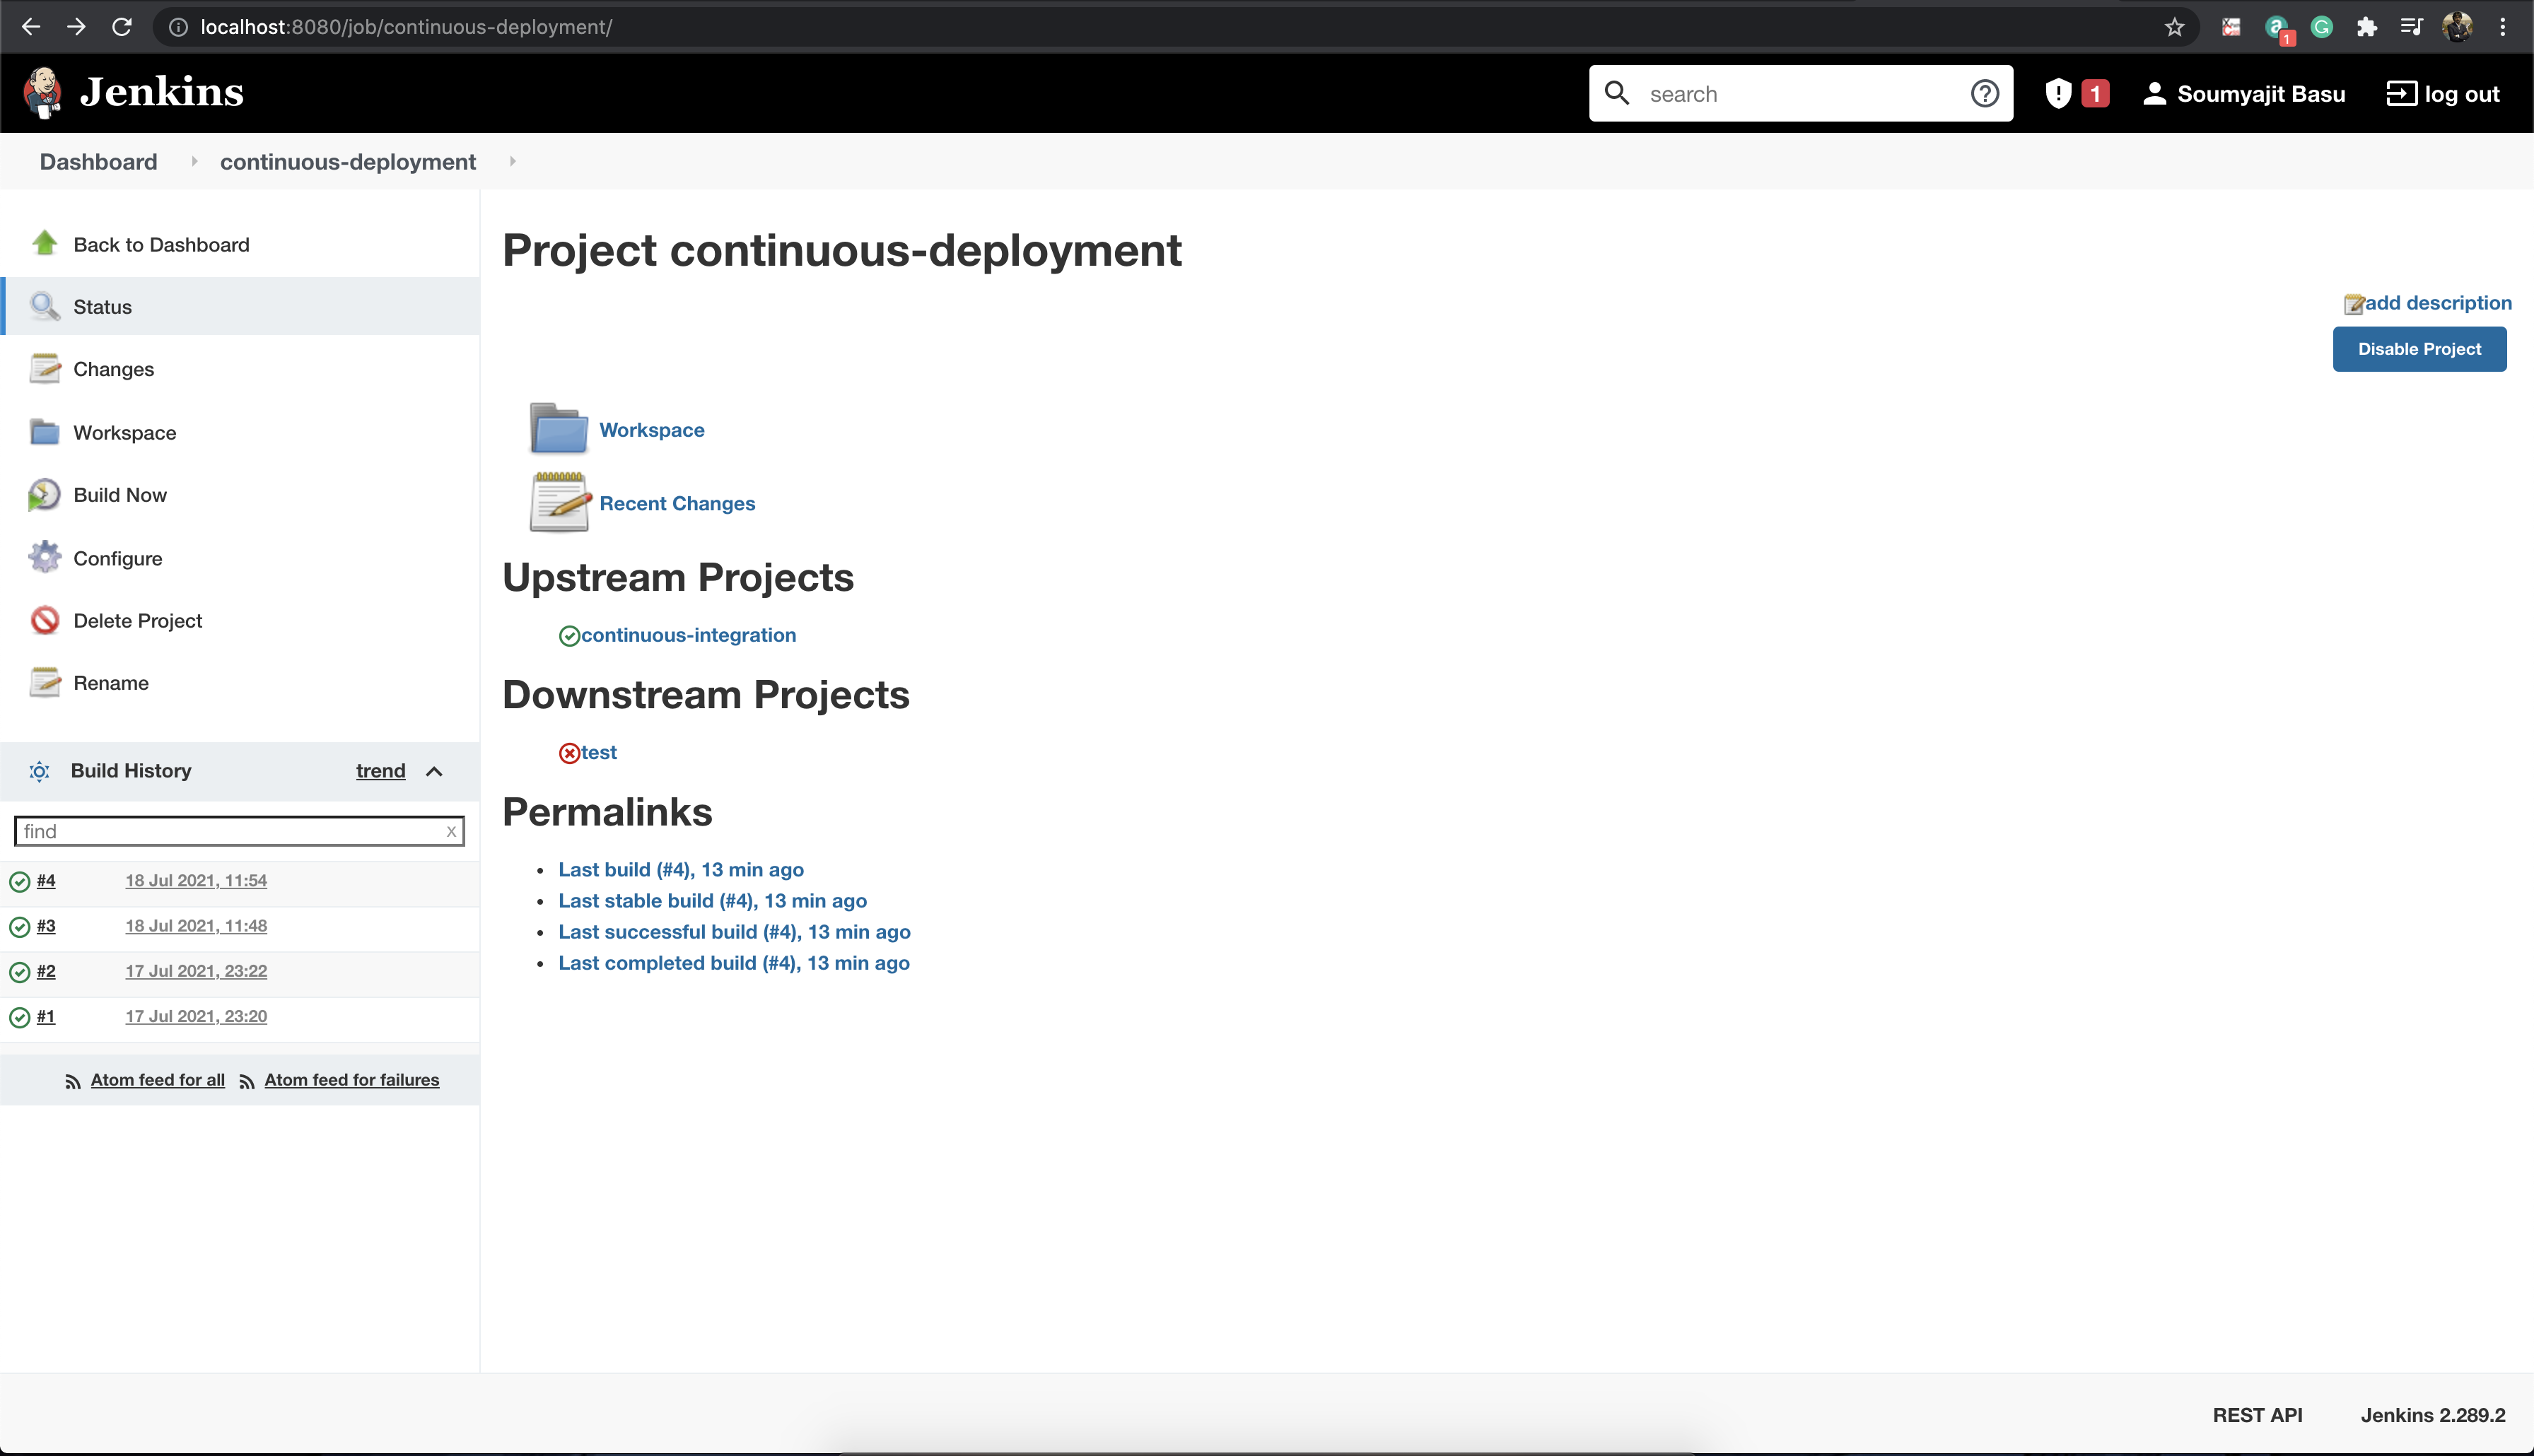 localhost:8080/job/continuous-deployment/
a 1
Jenkins
search
1
Soumyajit Basu
log out
Dashboard
continuous-deployment
Back to Dashboard
Status
Changes
Workspace
Build Now
Configure
Delete Project
Rename
Build History
trend
find
x
#4 18 Jul 2021, 11:54
#3 18 Jul 2021, 11:48
#2 17 Jul 2021, 23:22
#1 17 Jul 2021, 23:20
Atom feed for all
Atom feed for failures
Project continuous-deployment
add description
Disable Project
Workspace
Recent Changes
Upstream Projects
continuous-integration
Downstream Projects
test
Permalinks
Last build (#4), 13 min ago
Last stable build (#4), 13 min ago
Last successful build (#4), 13 min ago
Last completed build (#4), 13 min ago
REST API
Jenkins 2.289.2